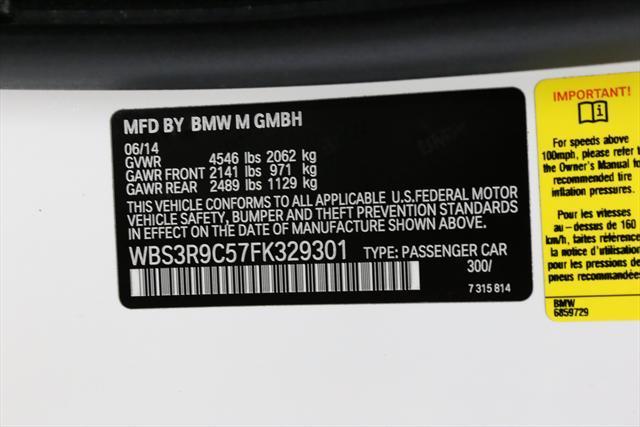 MFD BY BMW M GMBH
06/14
GVWR 4546 lbs 2062 kg
GAWR FRONT 2141 lbs 971 kg
GAWR REAR 2489 lbs 1129 kg
THIS VEHICLE CONFORMS TO ALL APPLICABLE U.S.FEDERAL MOTOR
VEHICLE SAFETY, BUMPER AND THEFT PREVENTION STANDARDS
IN EFFECT ON THE DATE OF MANUFACTURE SHOWN ABOVE.
WBS3R9C57FK329301 TYPE: PASSENGER CAR
300/
7 315 814
IMPORTANT
For speeds above
100mph, please refer
the Owner's Manual for
recommended tire
inflation pressures.
Pour les vitesses
au - dessus de 160
km/h, faites référence
la notice d'utilisation
pour les pressions de
pneus recommandées
BMW
6859729